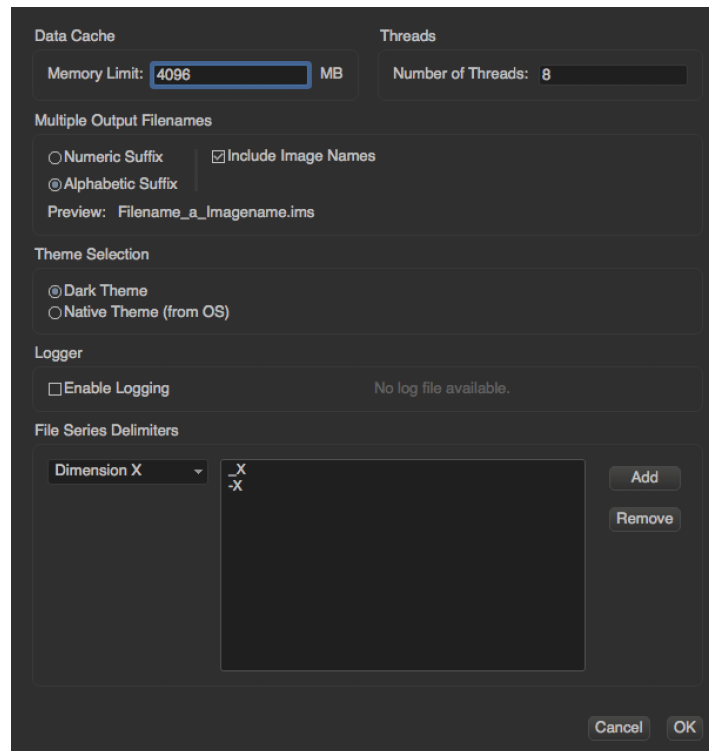 Data Cache
Threads
Memory Limit: 4096 MB
Number of Threads: 8
Multiple Output Filenames
Numeric Suffix
Include Image Names
Alphabetic Suffix
Preview: Filename_a_Imagename.ims
Theme Selection
Dark Theme
Native Theme (from OS)
Logger
Enable Logging
No log file available.
File Series Delimiters
Dimension X
_X
-X
Add
Remove
Cancel
OK